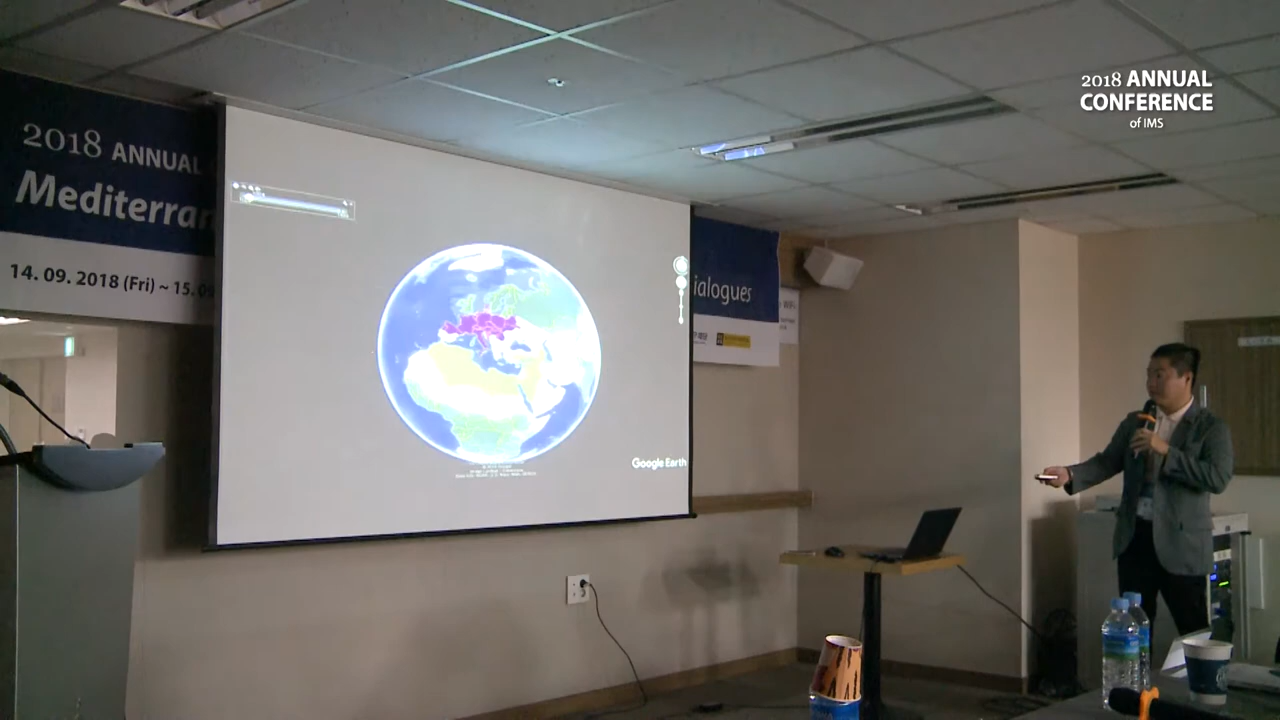 2018 ANNUAL
CONFERENCE
of IMS
2018 ANNUAL
Mediterran
14. 09. 2018 (Fri) ~ 15.09
ialogues
Google Earth